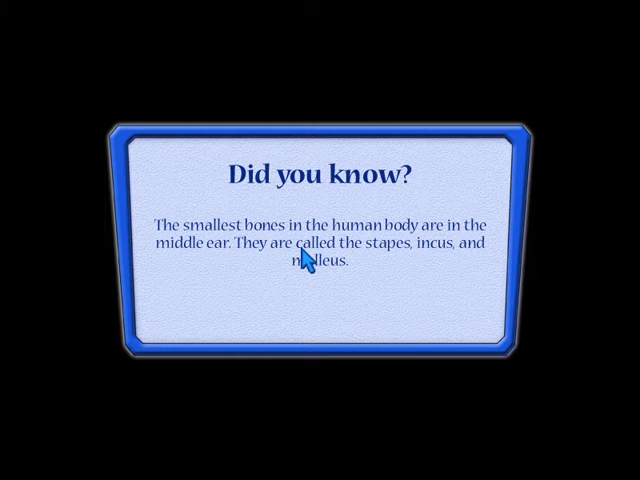 Did you know?
The smallest bones in the human body are in the
middle ear. They are called the stapes, incus, and
malleus.